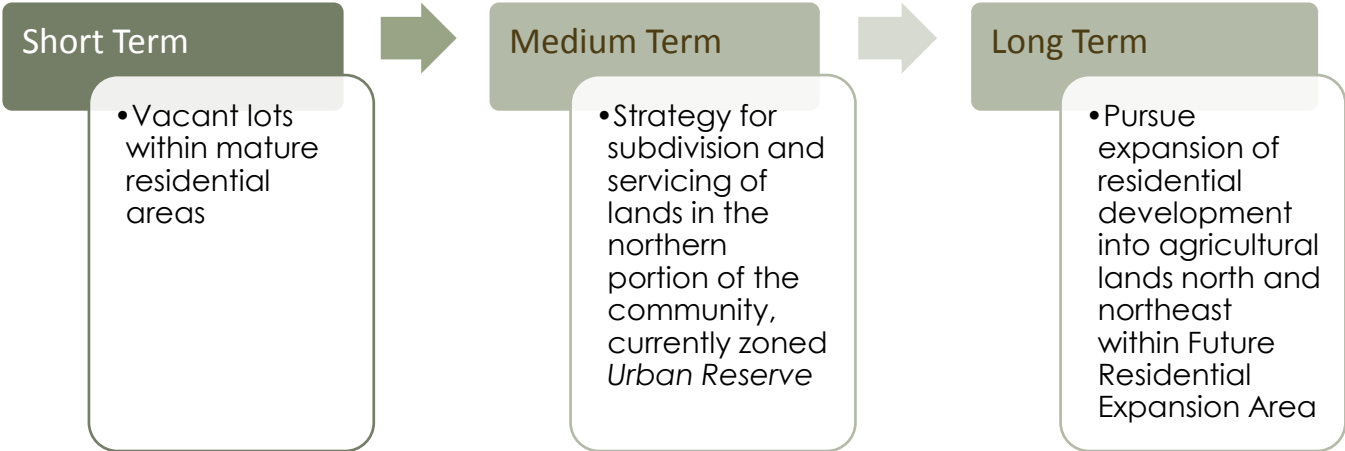 Short Term
•Vacant lots
within mature
residential
areas
Medium Term
•Strategy for
subdivision and
servicing of
lands in the
northern
portion of the
community,
currently zoned
Urban Reserve
Long Term
•Pursue
expansion of
residential
development
into agricultural
lands north and
northeast
within Future
Residential
Expansion Area